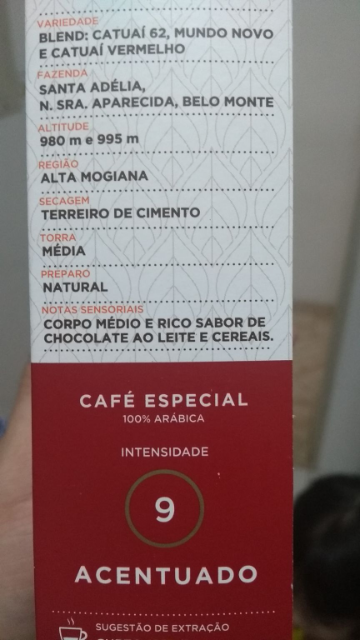 VARIEDADE
BLEND: CATUAÍ 62, MUNDO NOVO
E CATUAÍ VERMELHO
FAZENDA
SANTA ADÉLIA,
N. SRA. APARECIDA, BELO MONTE
ALTITUDE
980 m e 995 m
REGIÃO
ALTA MOGIANA
SECAGEM
TERREIRO DE CIMENTO
TORRA
MÉDIA
PREPARO
NATURAL
NOTAS SENSORIAIS
CORPO MÉDIO E RICO SABOR DE
CHOCOLATE AO LEITE E CEREAIS.
CAFÉ ESPECIAL
100% ARÁBICA
INTENSIDADE
9
ACENTUADO
SUGESTÃO DE EXTRAÇÃO